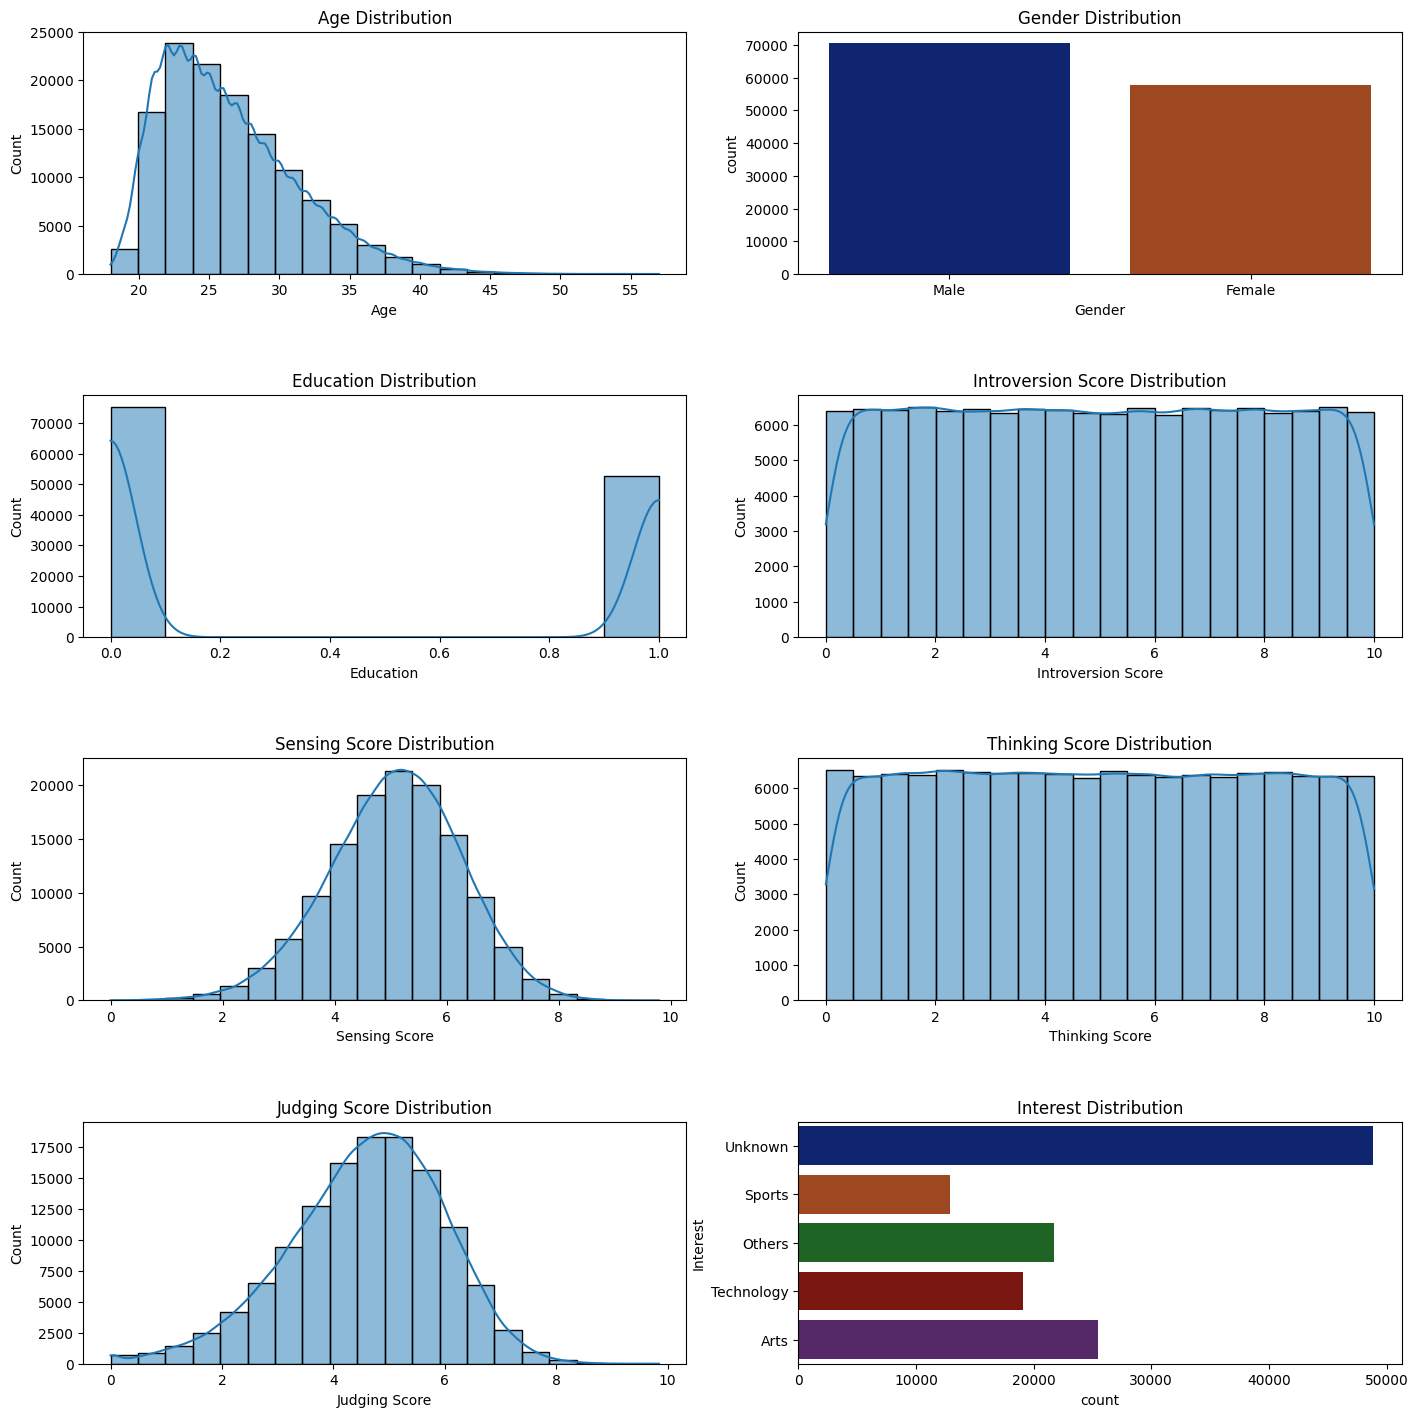 Age Distribution
25000
20000
15000
10000
5000
0
Count
20 25 30 35 40 45 50 55
Age
Gender Distribution
70000
60000
50000
40000
30000
20000
10000
0
count
Male Female
Gender
Education Distribution
70000
60000
50000
40000
30000
20000
10000
0
Count
0.0 0.2 0.4 0.6 0.8 1.0
Education
Introversion Score Distribution
6000
5000
4000
3000
2000
1000
0
Count
0 2 4 6 8 10
Introversion Score
Sensing Score Distribution
20000
15000
10000
5000
0
Count
0 2 4 6 8 10
Sensing Score
Thinking Score Distribution
6000
5000
4000
3000
2000
1000
0
Count
0 2 4 6 8 10
Thinking Score
Judging Score Distribution
17500
15000
12500
10000
7500
5000
2500
0
Count
0 2 4 6 8 10
Judging Score
Interest Distribution
Unknown
Sports
Others
Technology
Arts
Interest
0 10000 20000 30000 40000 50000
count